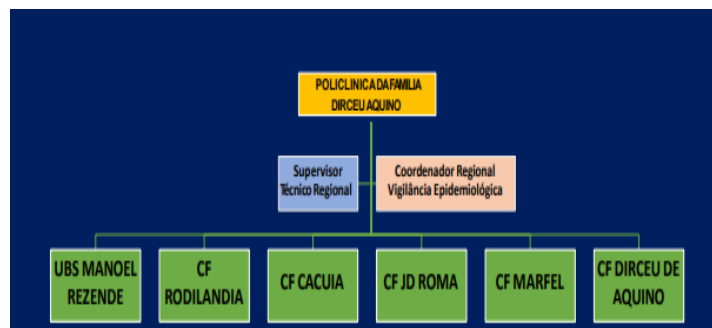 POLICLINICA DA FAMILIA
DIRCEU AQUINO
Supervisor
Técnico Regional
Coordenador Regional
Vigilância Epidemiológica
UBS MANOEL
REZENDE
CF
RODILANDIA
CF CACUIA
CF JD ROMA
CF MARFEL
CF DIRCEU DE
AQUINO